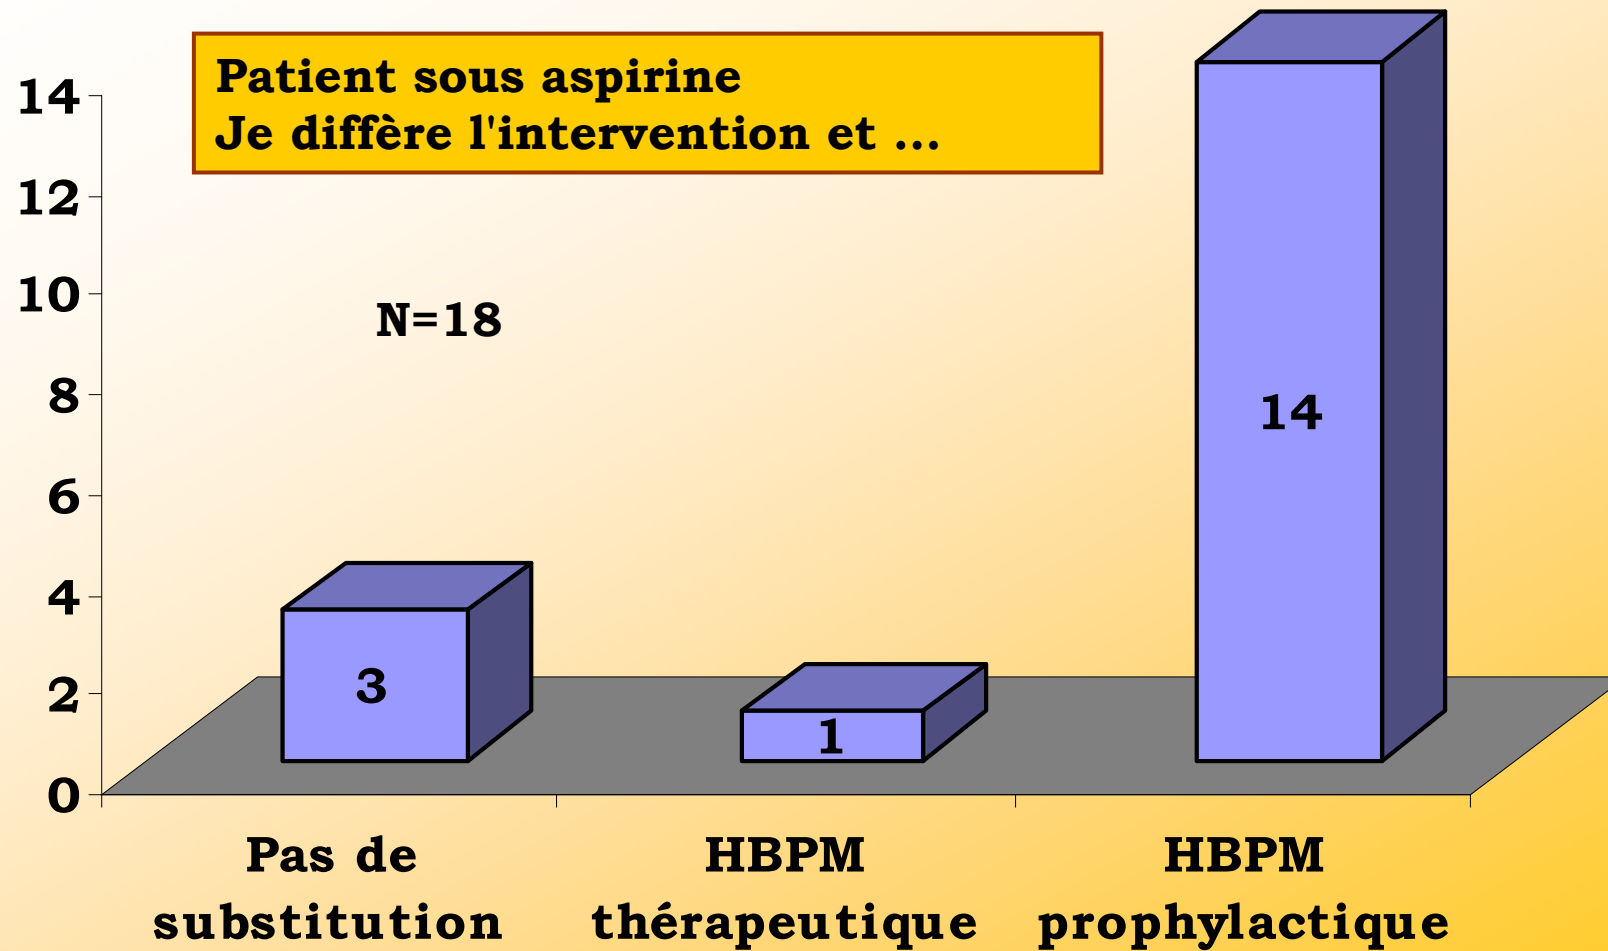 Patient sous aspirine
Je diffère l'intervention et ...
14
12
10
8
6
4
2
0
N=18
3
1
14
Pas de
substitution
HBPM
thérapeutique
HBPM
prophylactique